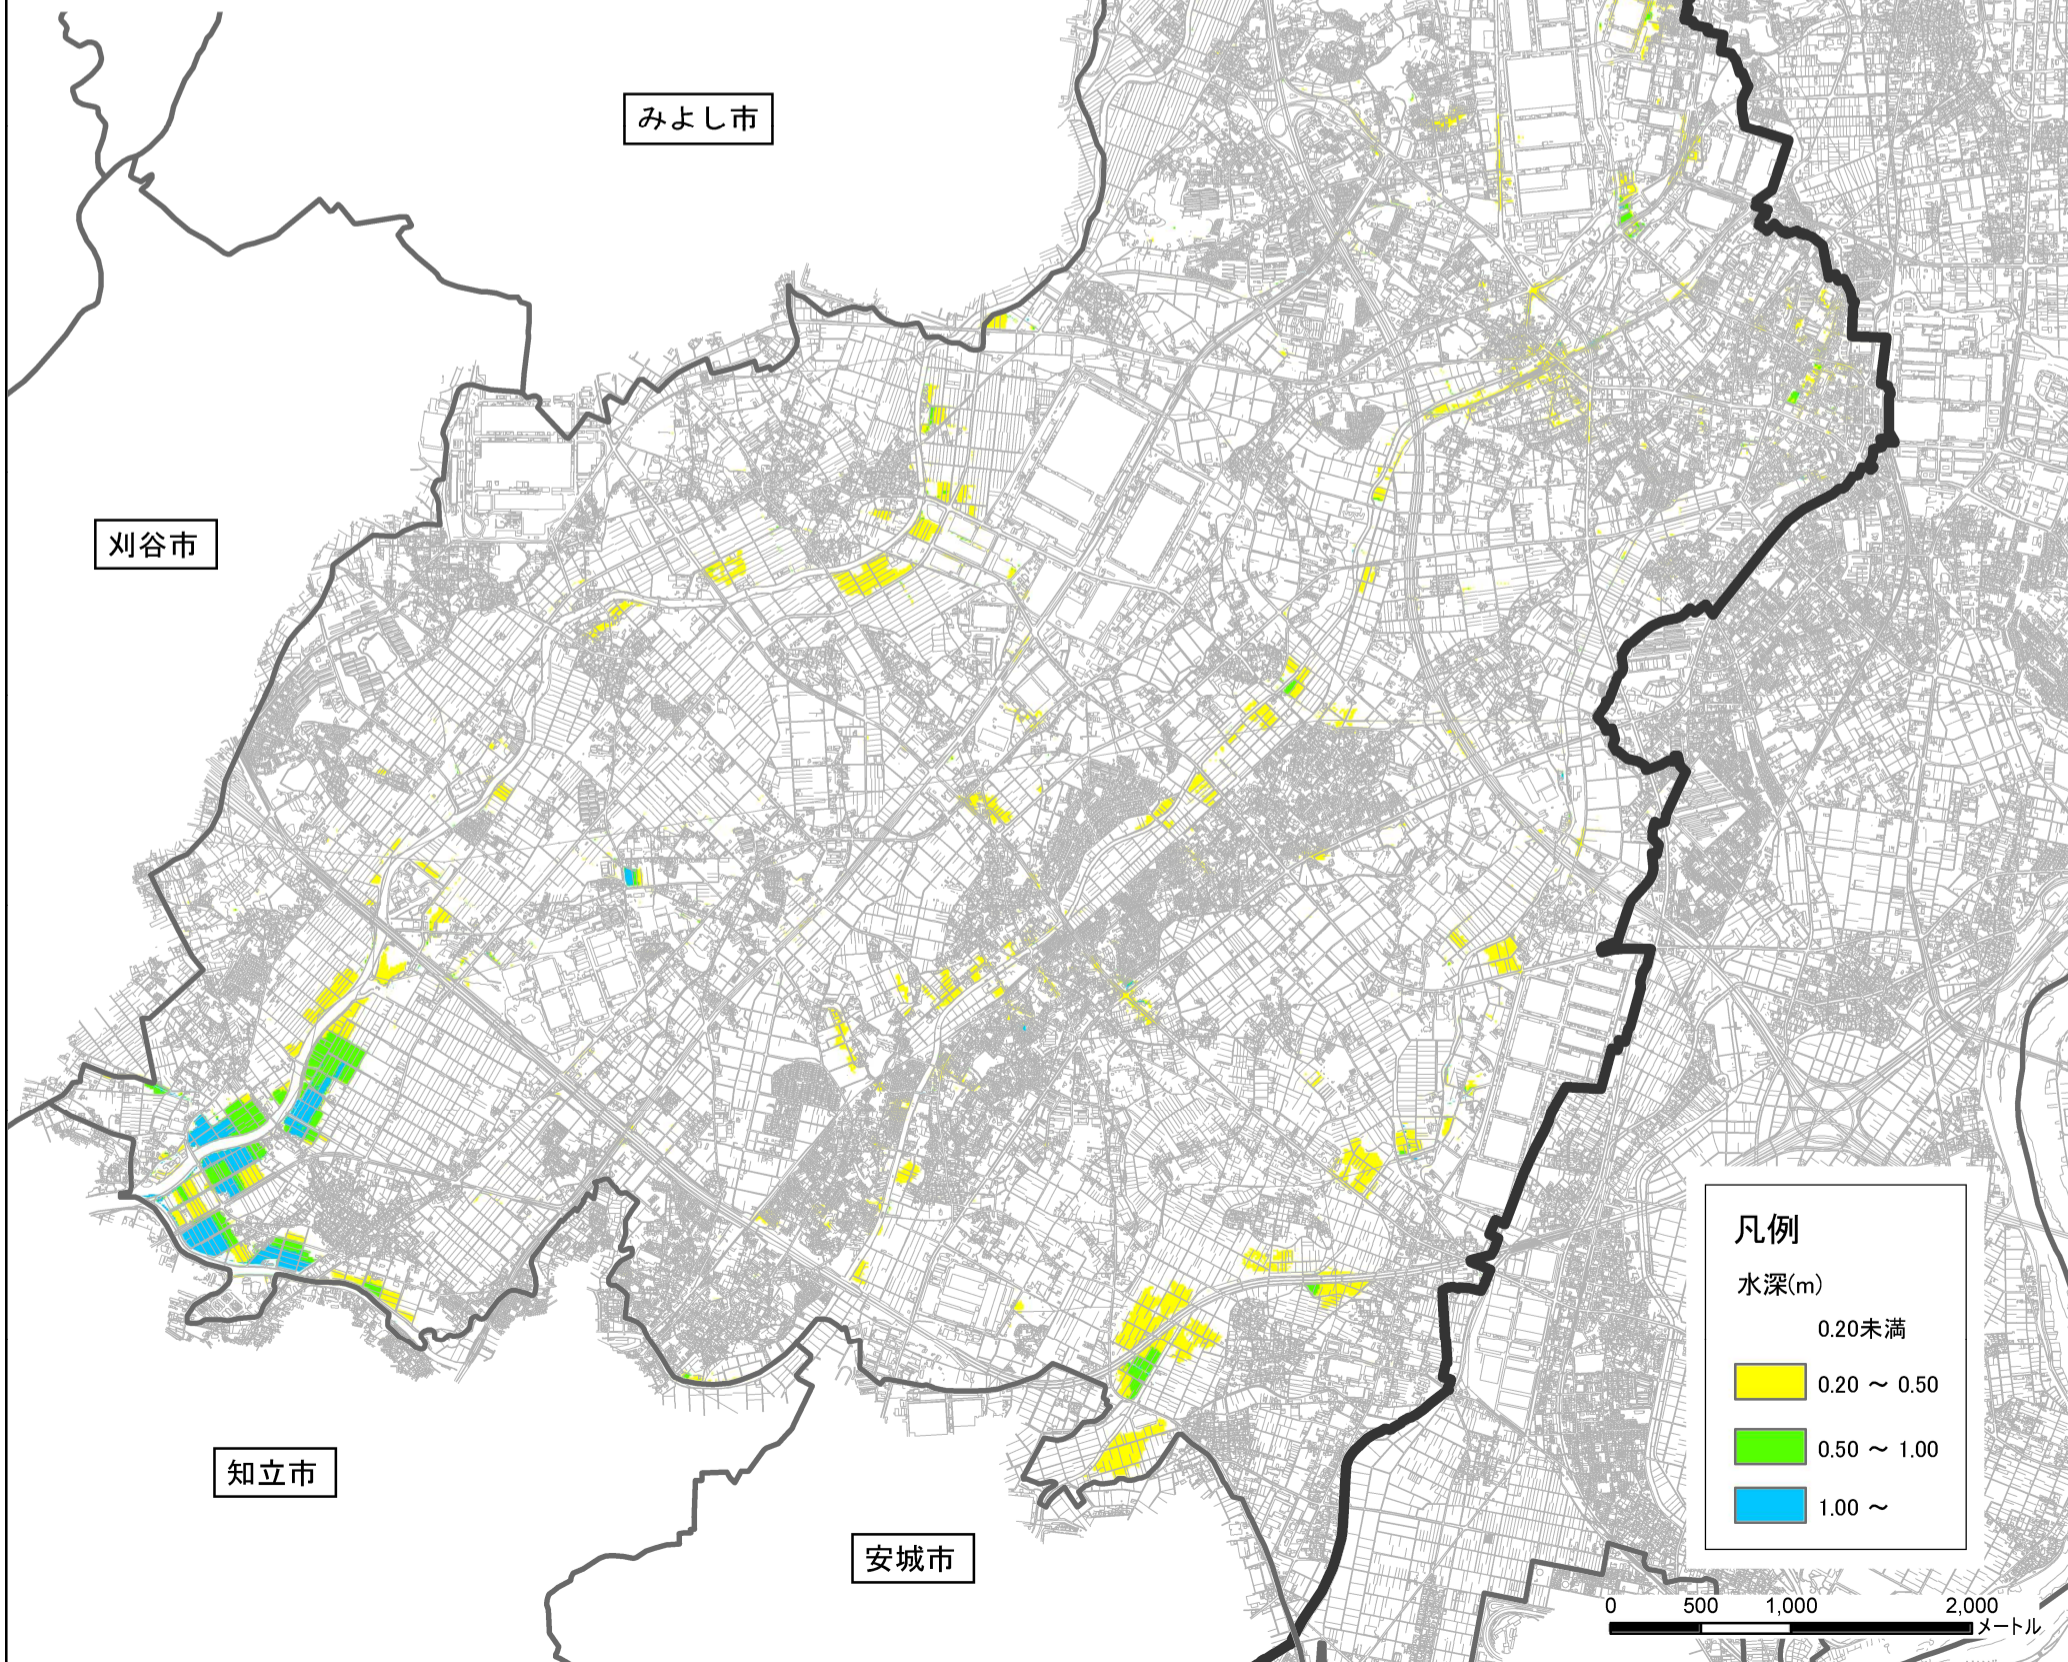 みよし市
刈谷市
知立市
安城市
凡例
水深(m)
0.20未満
0.20 ～ 0.50
0.50 ～ 1.00
1.00 ～
0 500 1,000 2,000
メートル